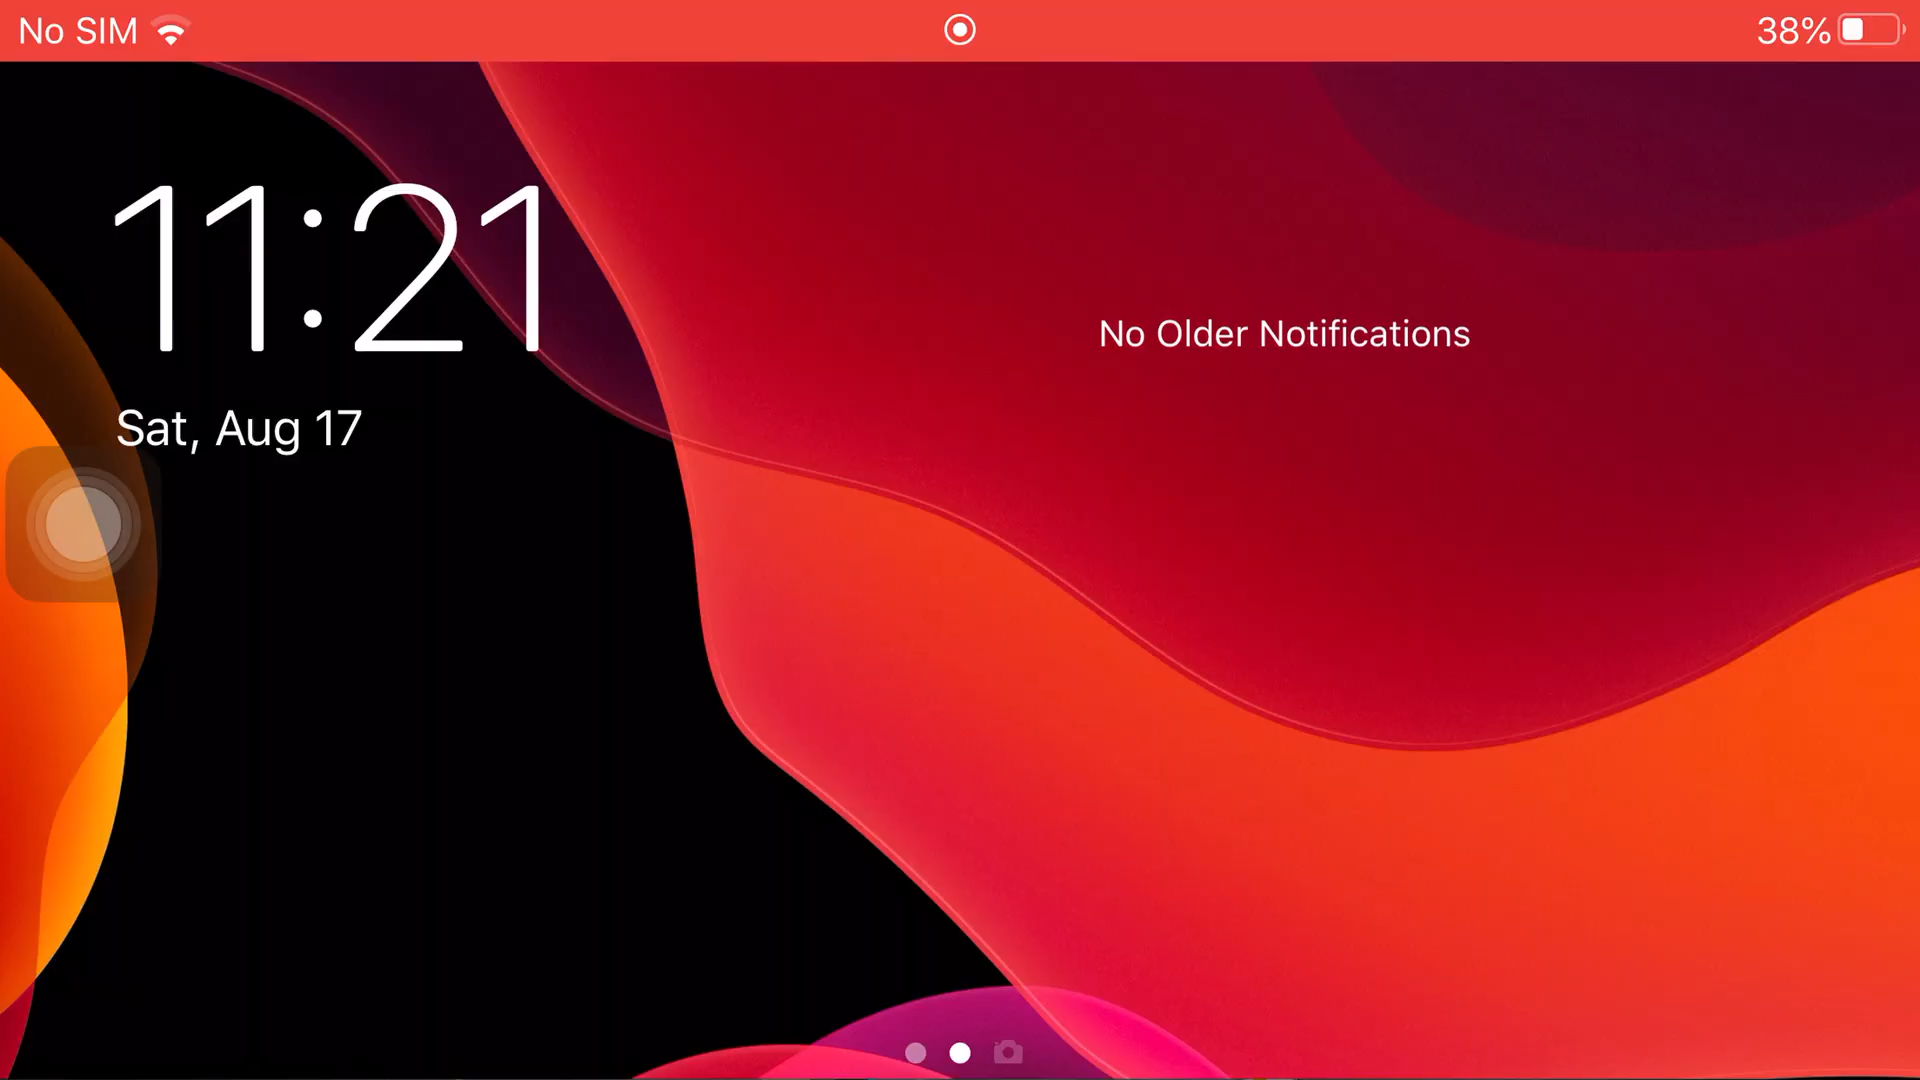 No SIM
38%
11:21
No Older Notifications
Sat, Aug 17